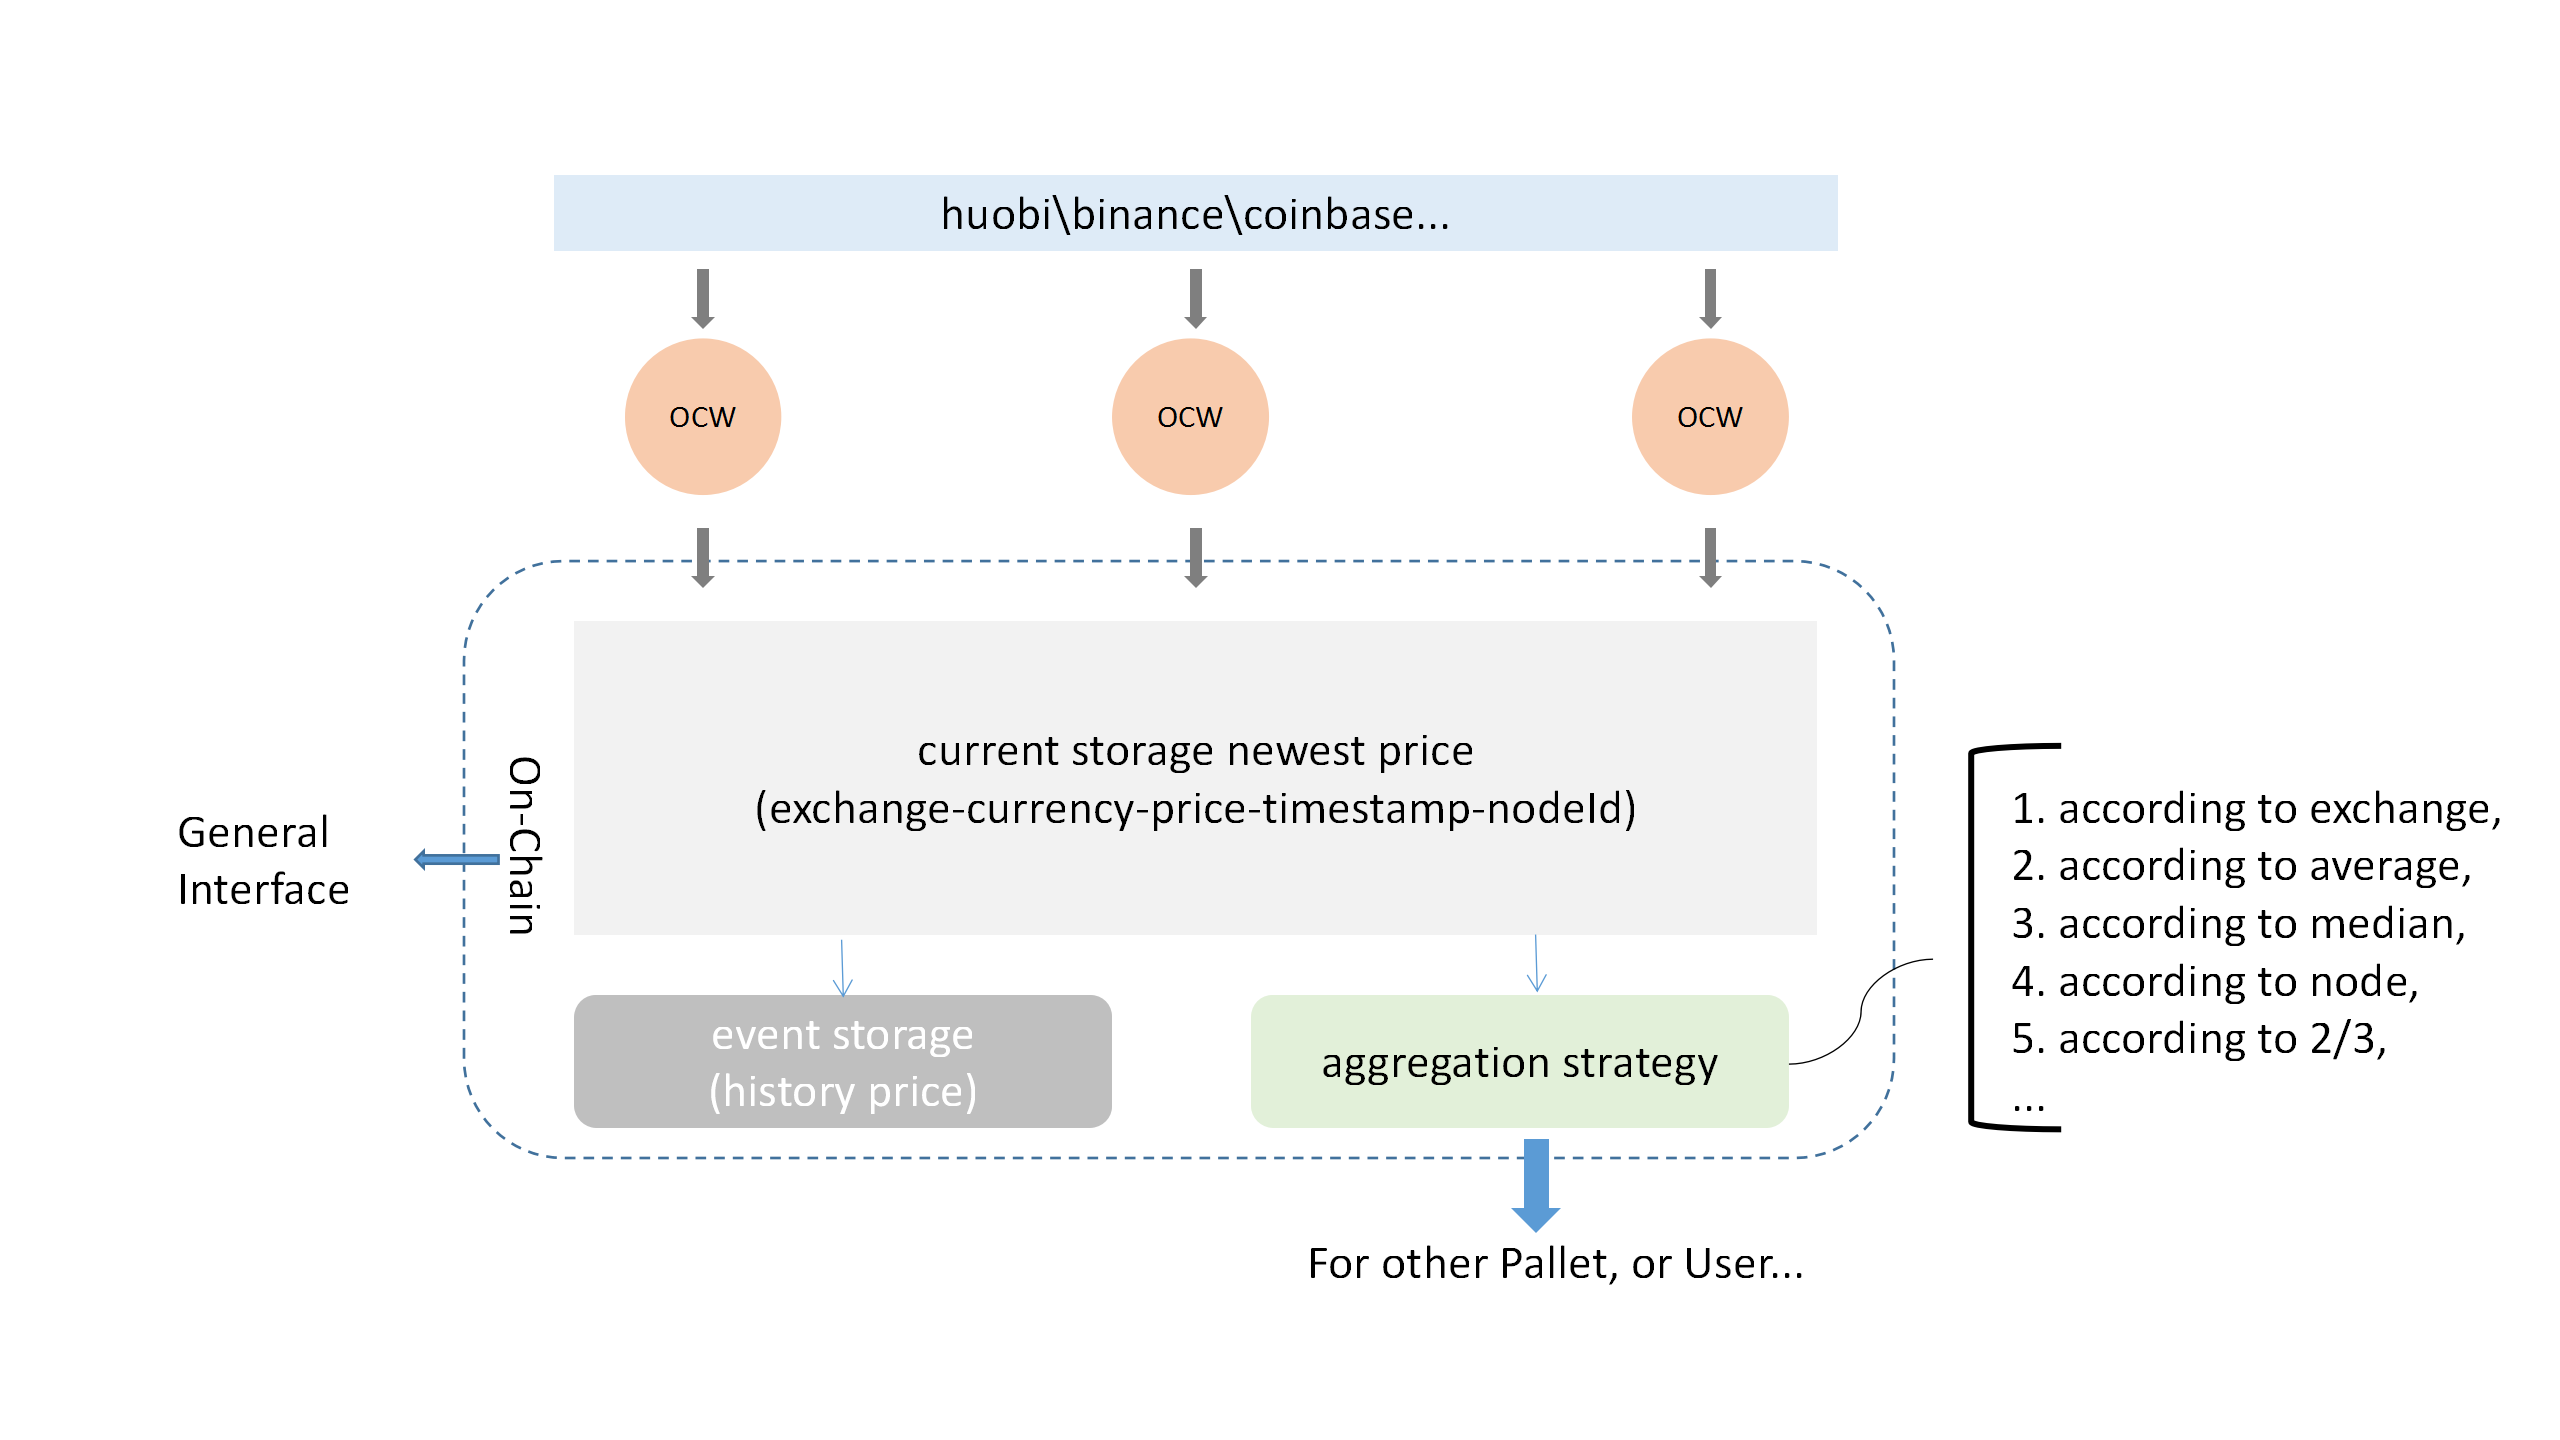 huobi\binance\coinbase...
OCW
OCW
OCW
On-Chain
current storage newest price
(exchange-currency-price-timestamp-nodeId)
General
Interface
event storage
(history price)
aggregation strategy
1. according to exchange,
2. according to average,
3. according to median,
4. according to node,
5. according to 2/3,
...
For other Pallet, or User...